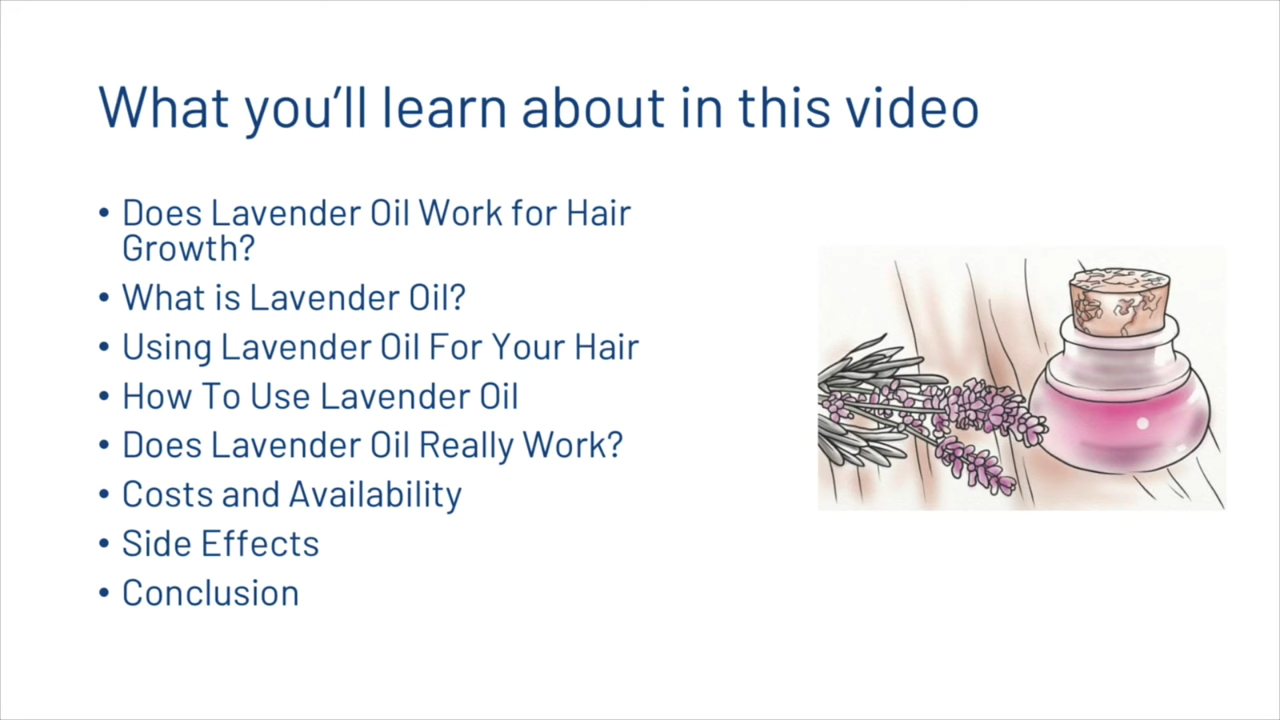 What you’ll learn about in this video
• Does Lavender Oil Work for Hair
Growth?
• What is Lavender Oil?
• Using Lavender Oil For Your Hair
• How To Use Lavender Oil
• Does Lavender Oil Really Work?
• Costs and Availability
• Side Effects
• Conclusion